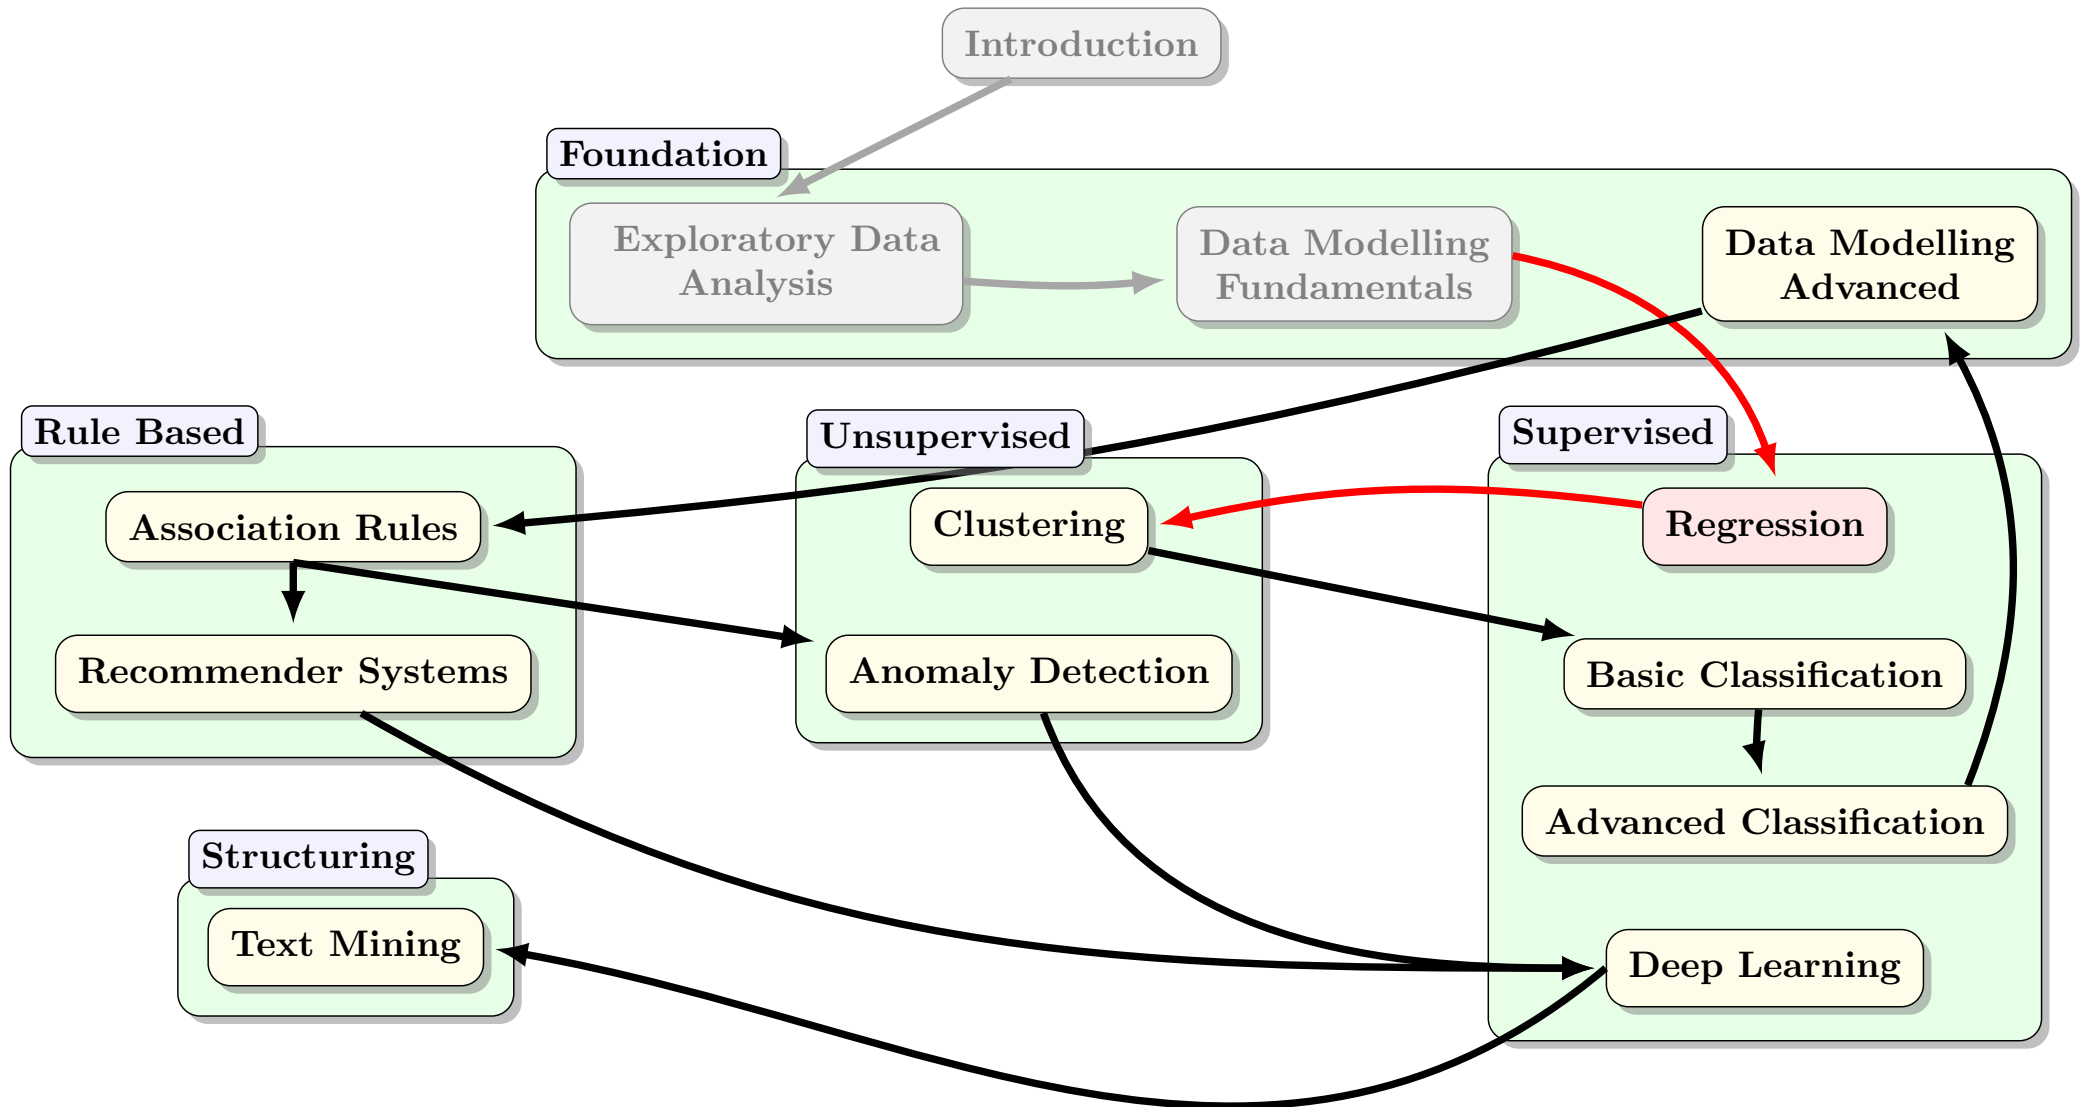 Introduction
Foundation
Exploratory Data
Analysis
Data Modelling
Fundamentals
Data Modelling
Advanced
Rule Based
Association Rules
Recommender Systems
Unsupervised
Clustering
Anomaly Detection
Supervised
Regression
Basic Classification
Advanced Classification
Deep Learning
Structuring
Text Mining